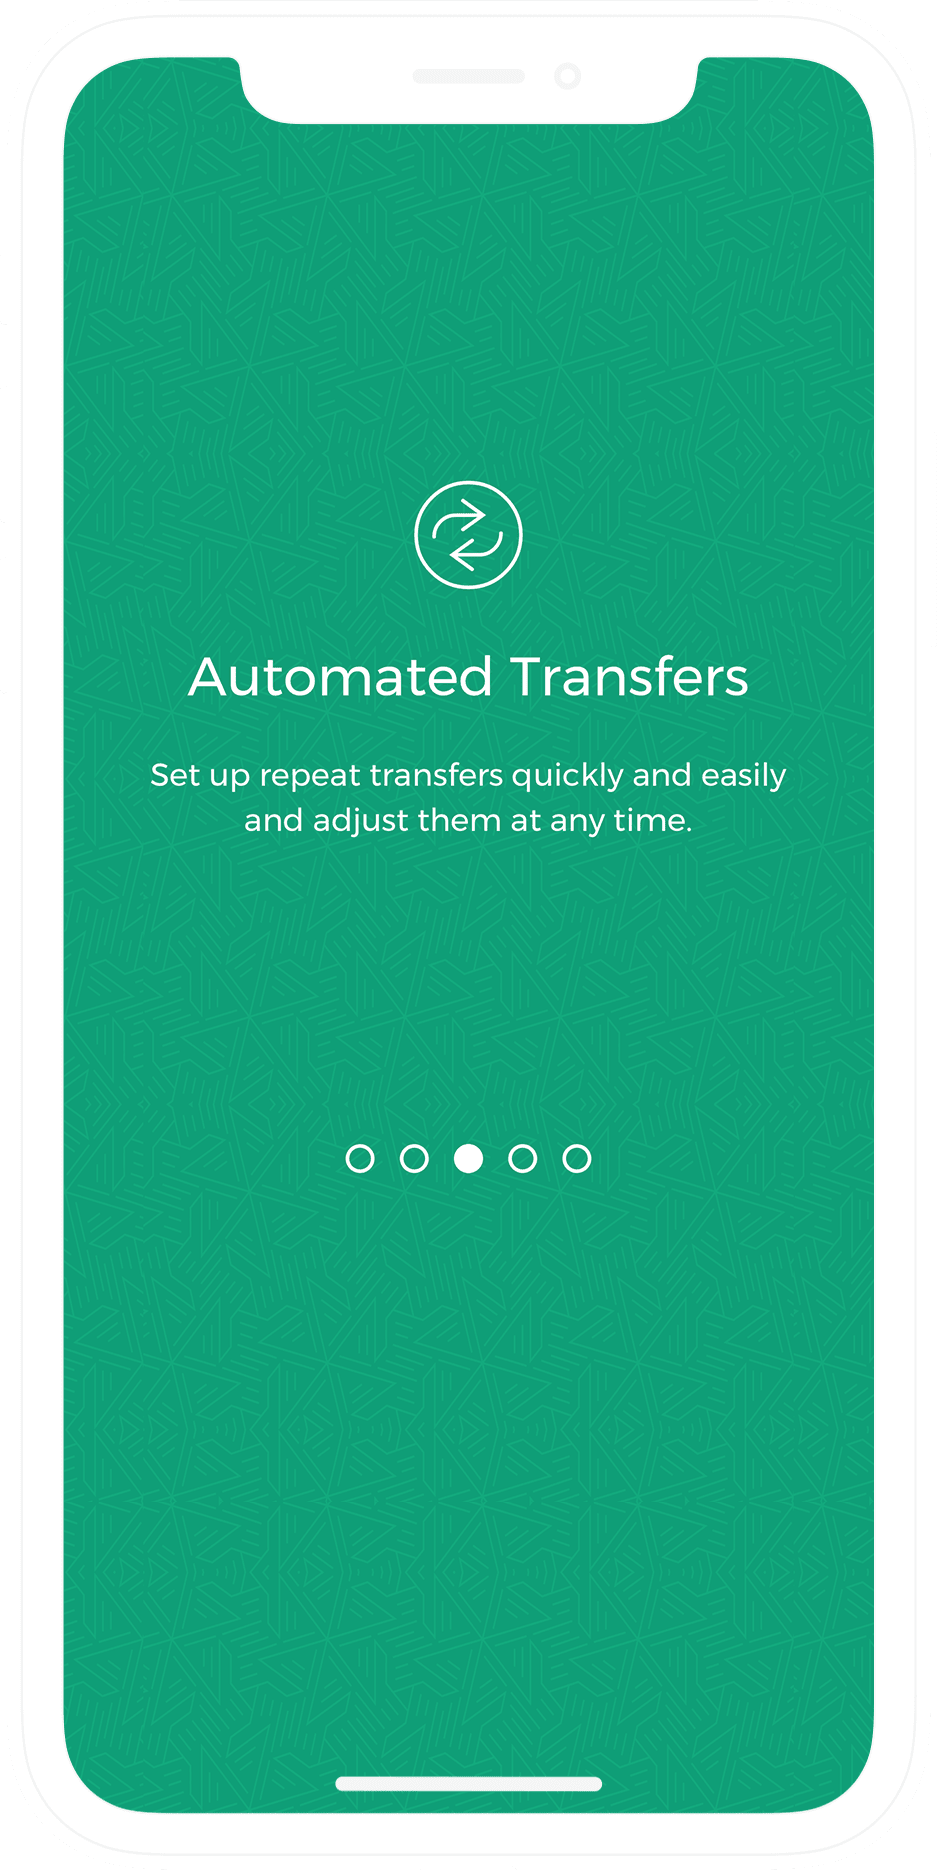 Automated Transfers
Set up repeat transfers quickly and easily
and adjust them at any time.